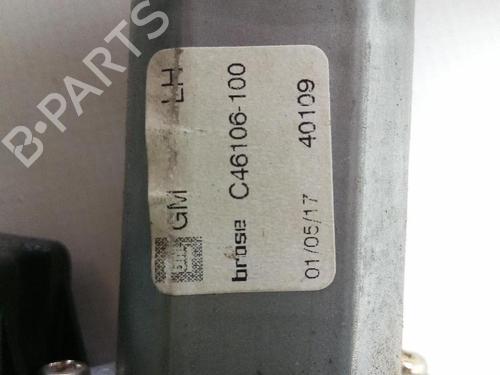 GM LH
brose C46106-100
01/05/17 40109
B-PARTS